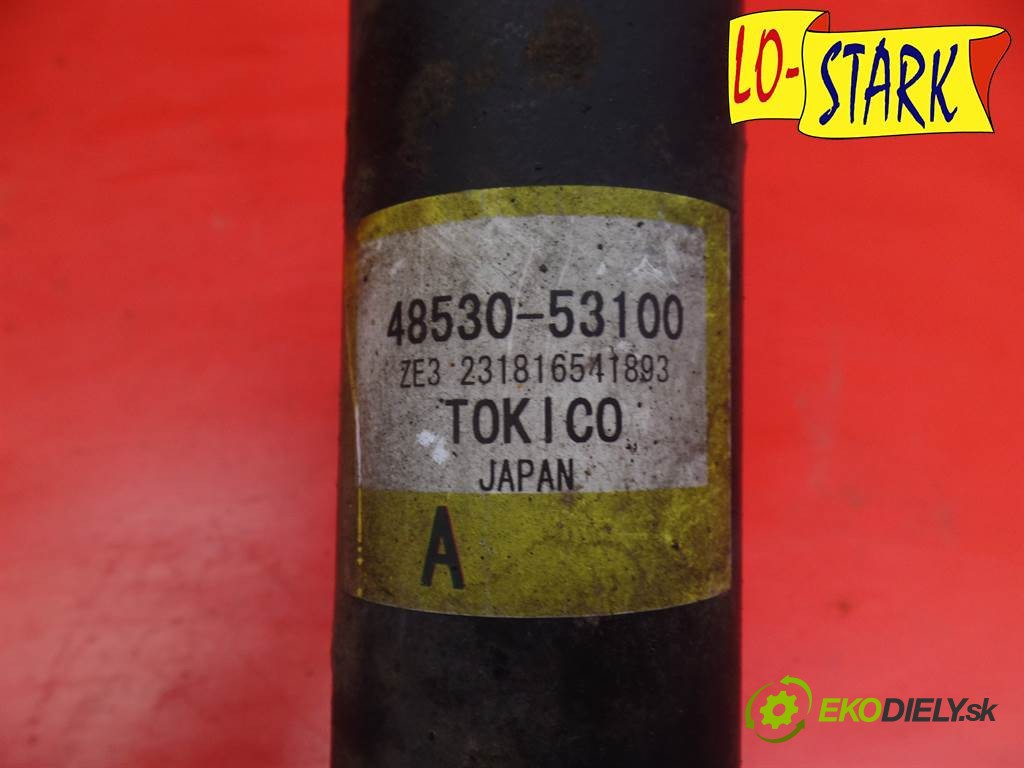 LO-STARK
48530-53100
ZE3 231816541893
TOKICO
JAPAN
A
EKODIELY.sk